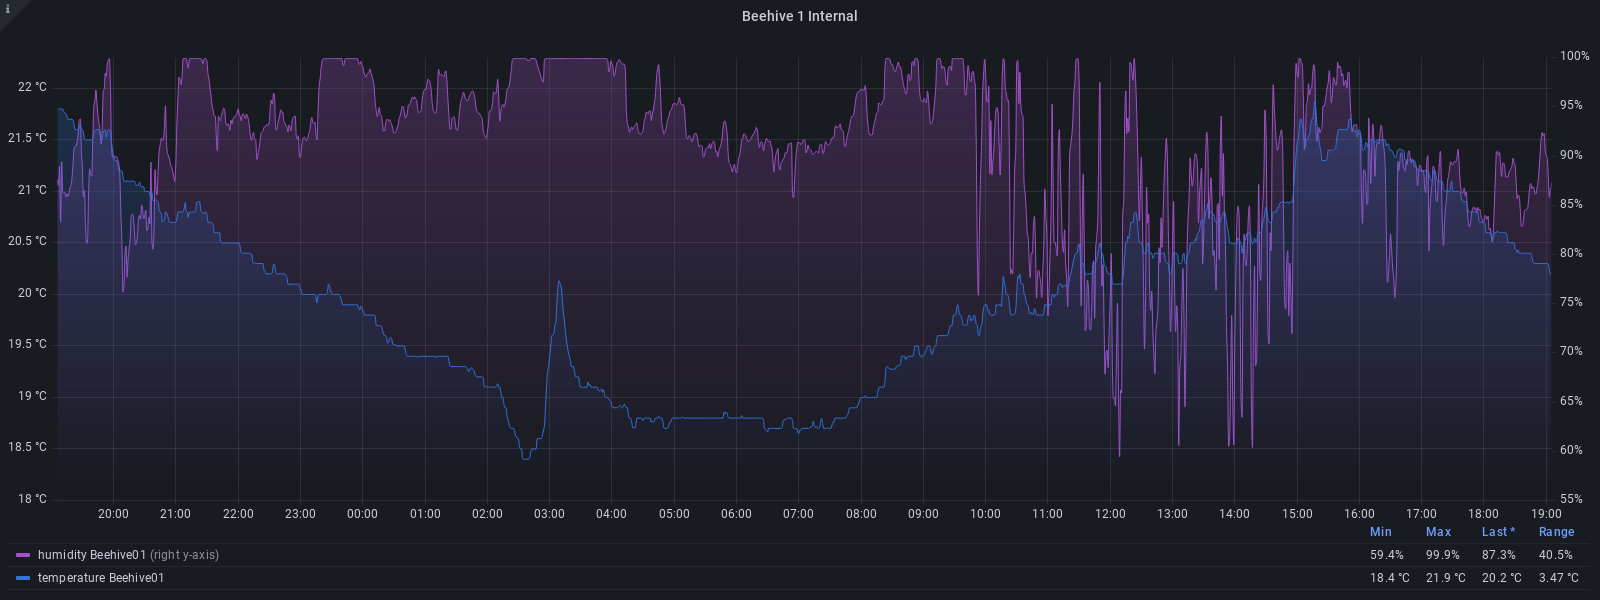 i
Beehive 1 Internal
22 °C
21.5 °C
21 °C
20.5 °C
20 °C
19.5 °C
19 °C
18.5 °C
18 °C
100%
95%
90%
85%
80%
75%
70%
65%
60%
55%
20:00 21:00 22:00 23:00 00:00 01:00 02:00 03:00 04:00 05:00 06:00 07:00 08:00 09:00 10:00 11:00 12:00 13:00 14:00 15:00 16:00 17:00 18:00 19:00
Min Max Last * Range
humidity Beehive01 (right y-axis) 59.4% 99.9% 87.3% 40.5%
temperature Beehive01 18.4 °C 21.9 °C 20.2 °C 3.47 °C